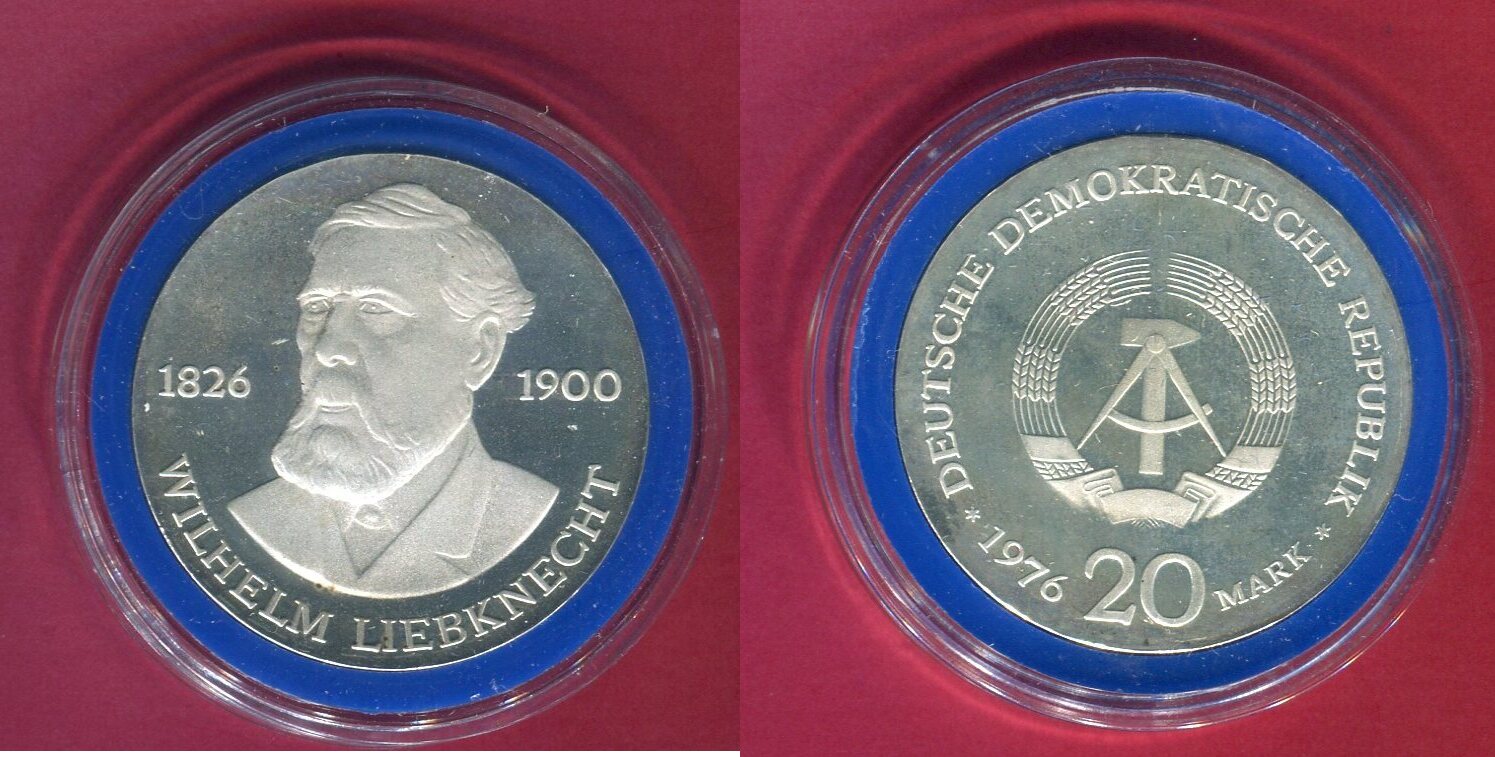 1826 1900
WILHELM LIEBKNECHT
DEUTSCHE DEMOKRATISCHE REPUBLIK
* 1976 20 MARK *